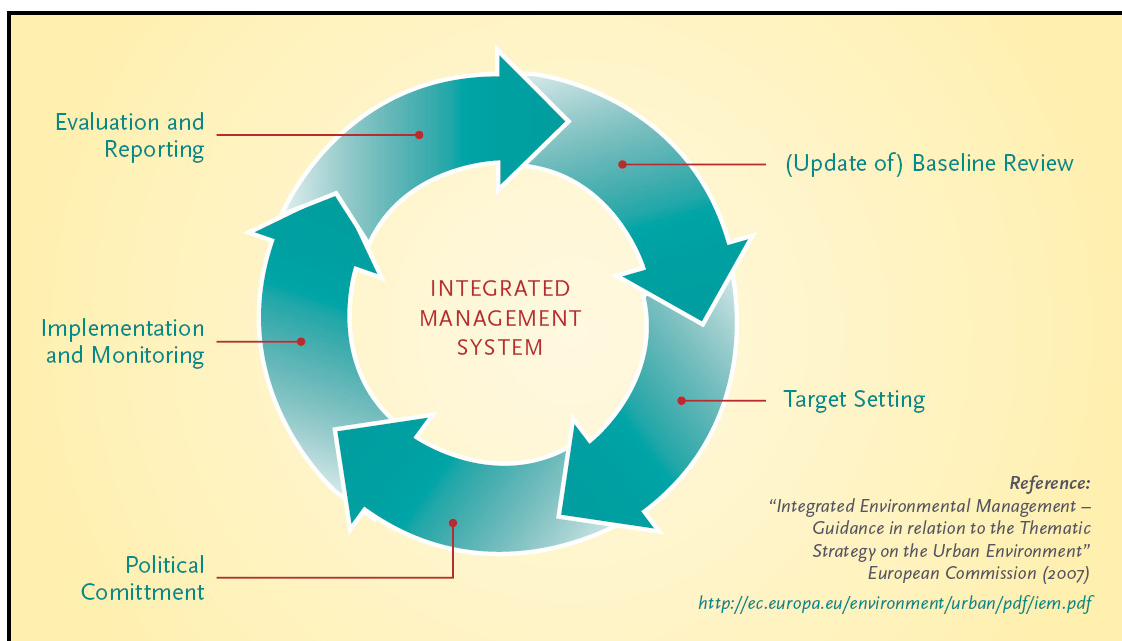 Evaluation and
Reporting
(Update of) Baseline Review
INTEGRATED
MANAGEMENT
SYSTEM
Implementation
and Monitoring
Target Setting
Political
Comittment
Reference:
“Integrated Environmental Management –
Guidance in relation to the Thematic
Strategy on the Urban Environment”
European Commission (2007)
http://ec.europa.eu/environment/urban/pdf/iem.pdf